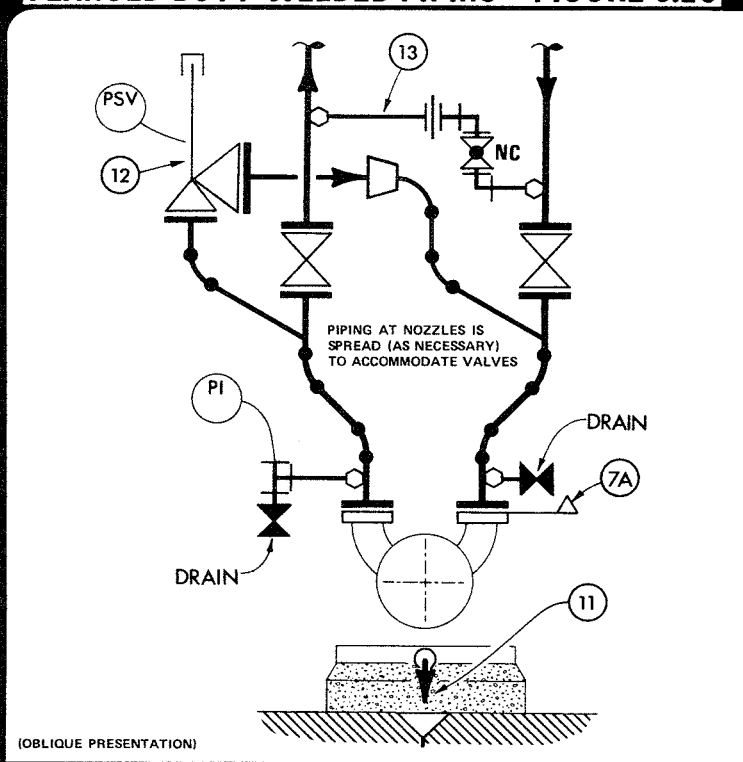 13
PSV
12
NC
PIPING AT NOZZLES IS
SPREAD (AS NECESSARY)
TO ACCOMMODATE VALVES
PI
DRAIN
7A
DRAIN
11
(OBLIQUE PRESENTATION)